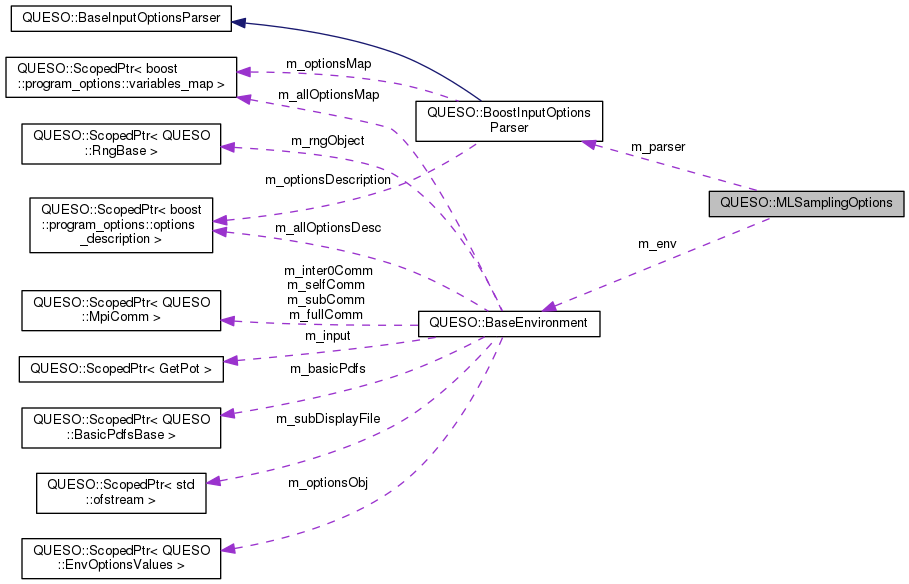 QUESO::BaseInputOptionsParser
QUESO::ScopedPtr< boost
::program_options::variables_map >
m_optionsMap
m_allOptionsMap
QUESO::BoostInputOptions
Parser
QUESO::ScopedPtr< QUESO
::RngBase >
m_rngObject
m_parser
m_optionsDescription
QUESO::MLSamplingOptions
QUESO::ScopedPtr< boost
::program_options::options
_description >
m_allOptionsDesc
m_env
m_inter0Comm
m_selfComm
m_subComm
m_fullComm
QUESO::ScopedPtr< QUESO
::MpiComm >
QUESO::BaseEnvironment
m_input
QUESO::ScopedPtr< GetPot >
m_basicPdfs
QUESO::ScopedPtr< QUESO
::BasicPdfsBase >
m_subDisplayFile
QUESO::ScopedPtr< std
::ofstream >
m_optionsObj
QUESO::ScopedPtr< QUESO
::EnvOptionsValues >